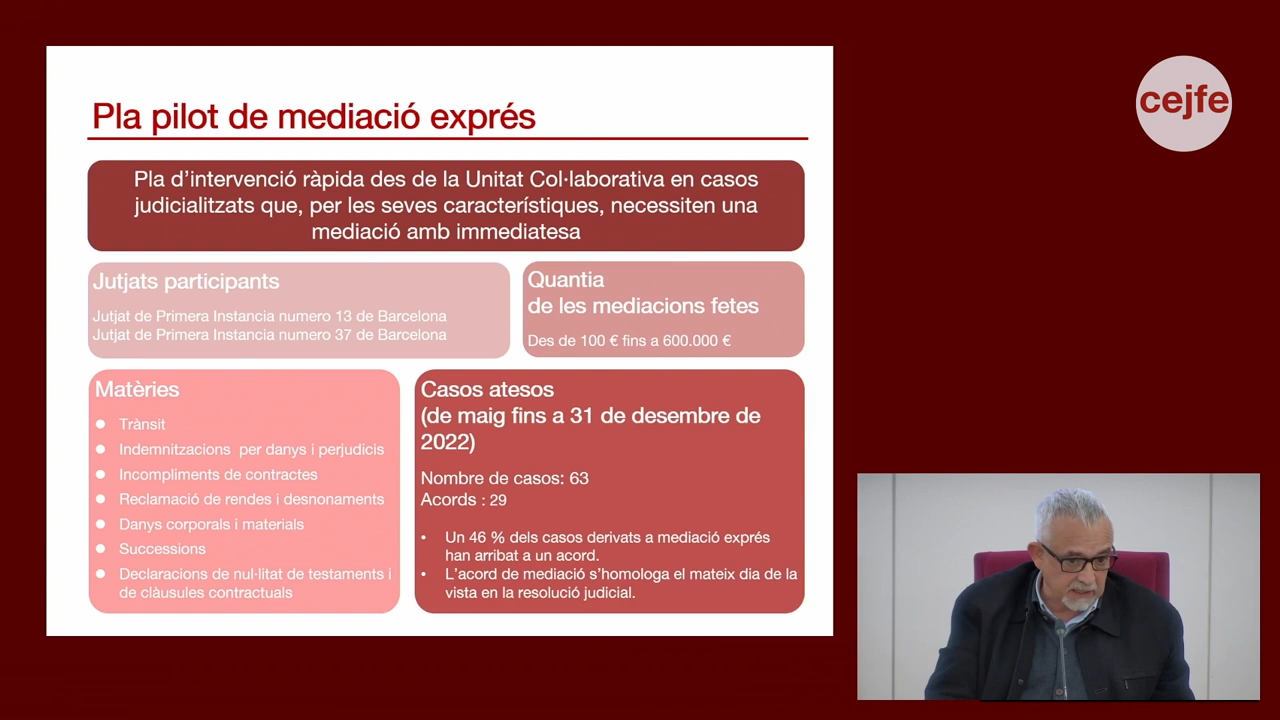 Pla pilot de mediació exprés
cejfe
Pla d'intervenció ràpida des de la Unitat Col·laborativa en casos
judicialitzats que, per les seves característiques, necessiten una
mediació amb immediatesa
Jutjats participants
Jutjat de Primera Instancia numero 13 de Barcelona
Jutjat de Primera Instancia numero 37 de Barcelona
Quantia
de les mediacions fetes
Des de 100 € fins a 600.000 €
Matèries
Trànsit
Indemnitzacions per danys i perjudicis
Incompliments de contractes
Reclamació de rendes i desnonaments
Danys corporals i materials
Successions
Declaracions de nul·litat de testaments i
de clàusules contractuals
Casos atesos
(de maig fins a 31 de desembre de
2022)
Nombre de casos: 63
Acords : 29
• Un 46 % dels casos derivats a mediació exprés
han arribat a un acord.
• L'acord de mediació s'homologa el mateix dia de la
vista en la resolució judicial.